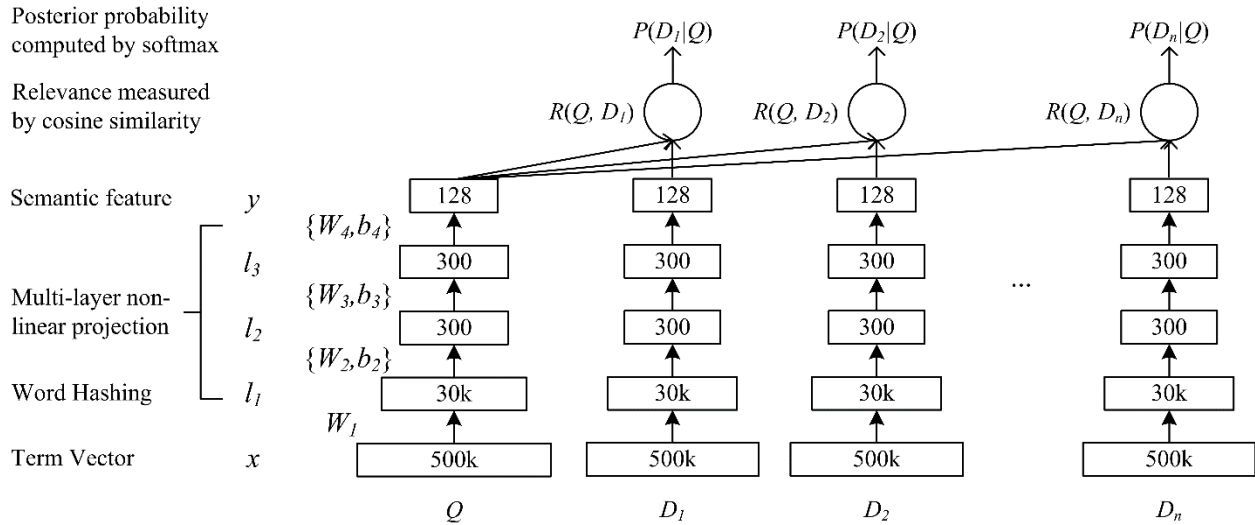 Posterior probability
computed by softmax
P(D₁|Q) P(D₂|Q) P(Dₙ|Q)
Relevance measured
by cosine similarity
R(Q, D₁) R(Q, D₂) R(Q, Dₙ)
Semantic feature y 128 128 128 128
{W₄,b₄}
l₃ 300 300 300 300
Multi-layer non-
linear projection
{W₃,b₃}
...
l₂ 300 300 300 300
{W₂,b₂}
Word Hashing l₁ 30k 30k 30k 30k
W₁
Term Vector x 500k 500k 500k 500k
Q D₁ D₂ Dₙ